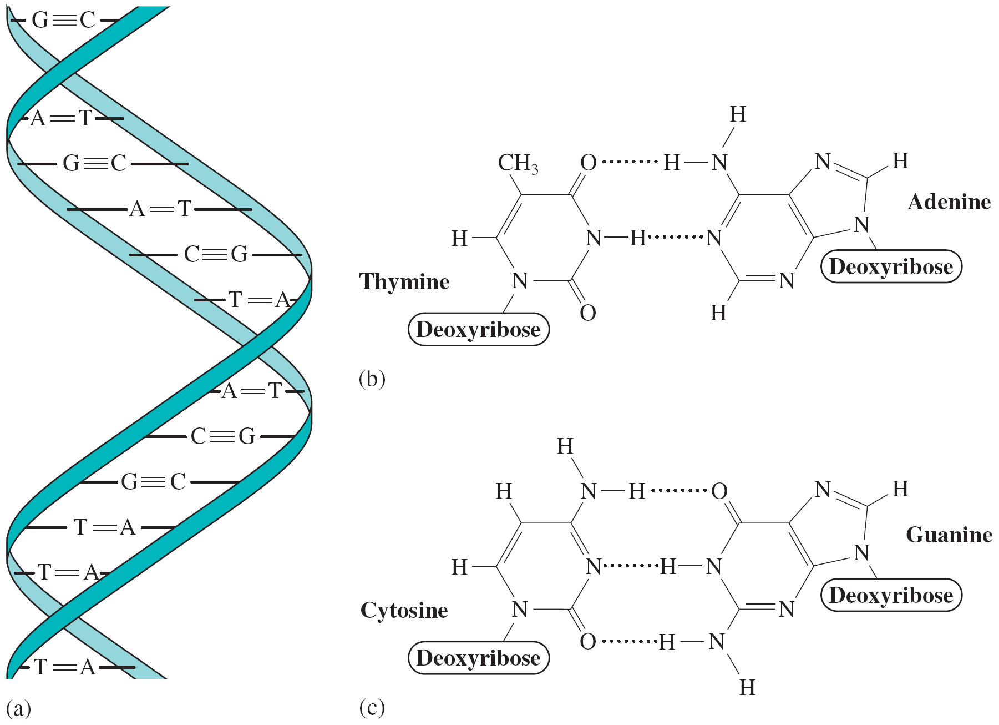 G≡C
A=T
G≡C
A=T
C≡G
T=A
A=T
C≡G
G≡C
T=A
T=A
T=A
(a)
H
CH₃ O H N N H
Adenine
H N H N N
Deoxyribose
Thymine N N
O H
Deoxyribose
(b)
H
H N H O N H
Guanine
H N H N N
Deoxyribose
Cytosine N N
O H N
Deoxyribose
H
(c)